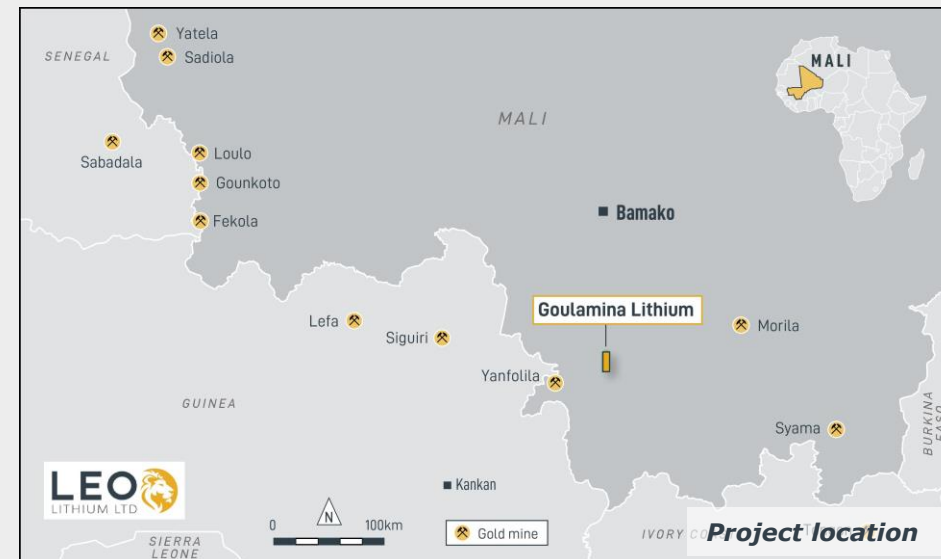 Yatela
SENEGAL
Sadiola
MALI
MALI
Sabadala
Loulo
Gounkoto
Fekola
Bamako
Goulamina Lithium
Lefa
Siguiri
Morila
Yanfolila
GUINEA
Syama
BURKINA
FASO
LEO
LITHIUM LTD
Kankan
N
0 100km
Gold mine
IVORY
Project location
SIERRA
LEONE